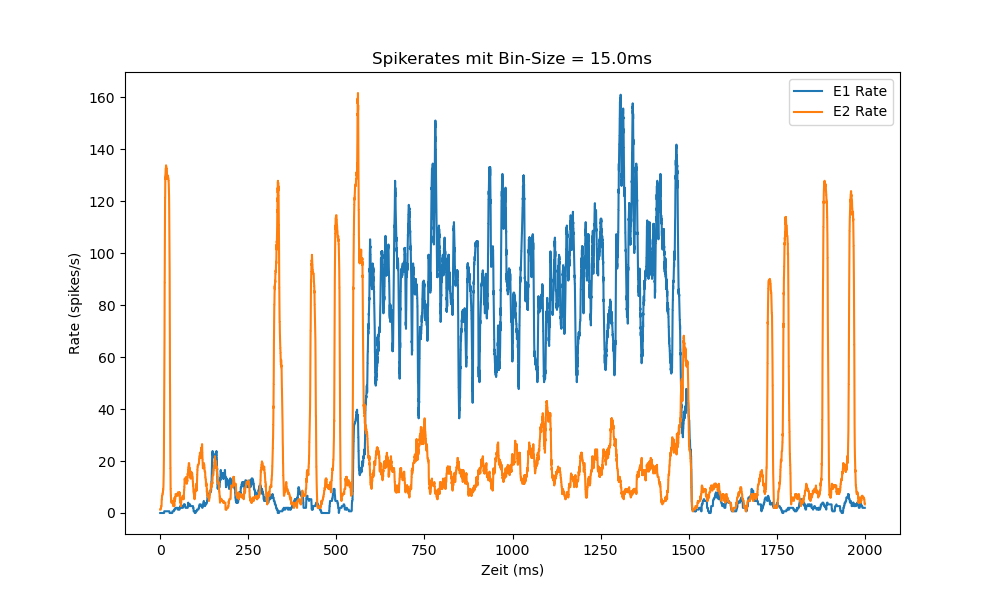 Spikerates mit Bin-Size = 15.0ms
E1 Rate
E2 Rate
Rate (spikes/s)
160
140
120
100
80
60
40
20
0
0 250 500 750 1000 1250 1500 1750 2000
Zeit (ms)